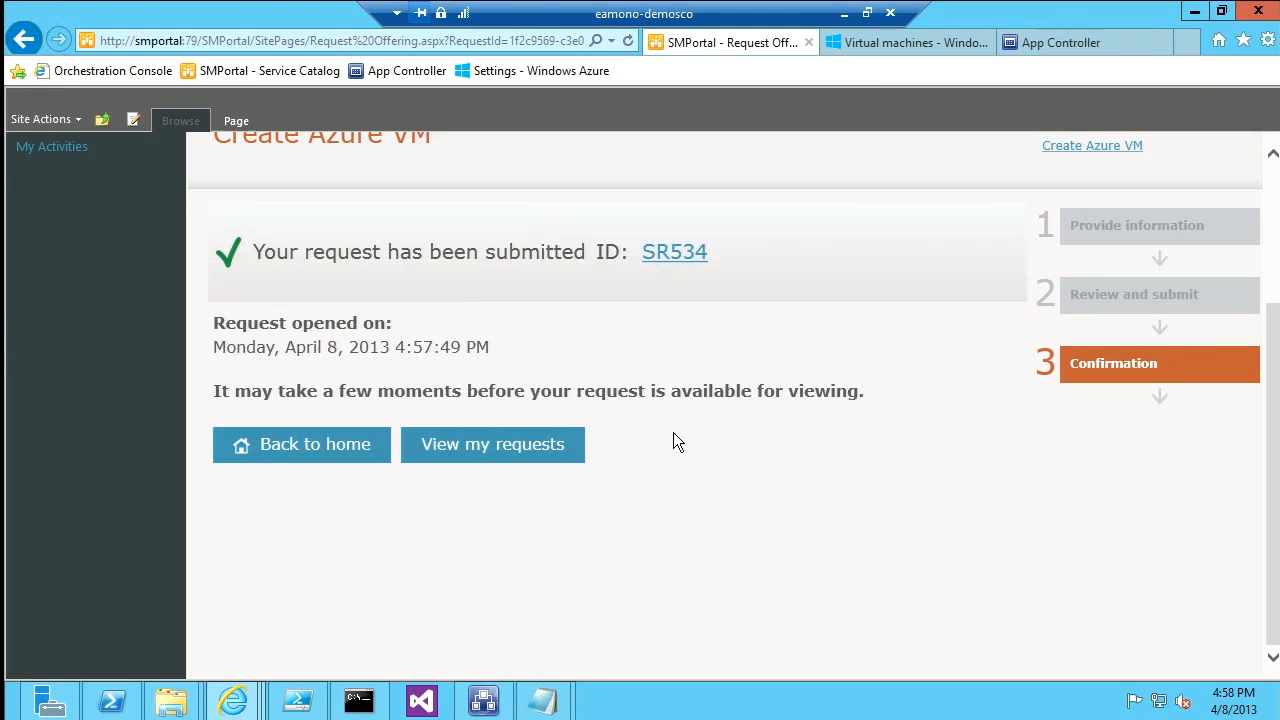 eamono-demosco
http://smportal:79/SMPortal/SitePages/Request%20Offering.aspx?RequestId=1f2c9569-c3e0
SMPortal - Request Off...
Virtual machines - Windo...
App Controller
Orchestration Console
SMPortal - Service Catalog
App Controller
Settings - Windows Azure
Site Actions
Browse
Page
My Activities
Create Azure VM
Create Azure VM
Your request has been submitted ID: SR534
Request opened on:
Monday, April 8, 2013 4:57:49 PM
It may take a few moments before your request is available for viewing.
Back to home
View my requests
1 Provide information
2 Review and submit
3 Confirmation
4:58 PM
4/8/2013